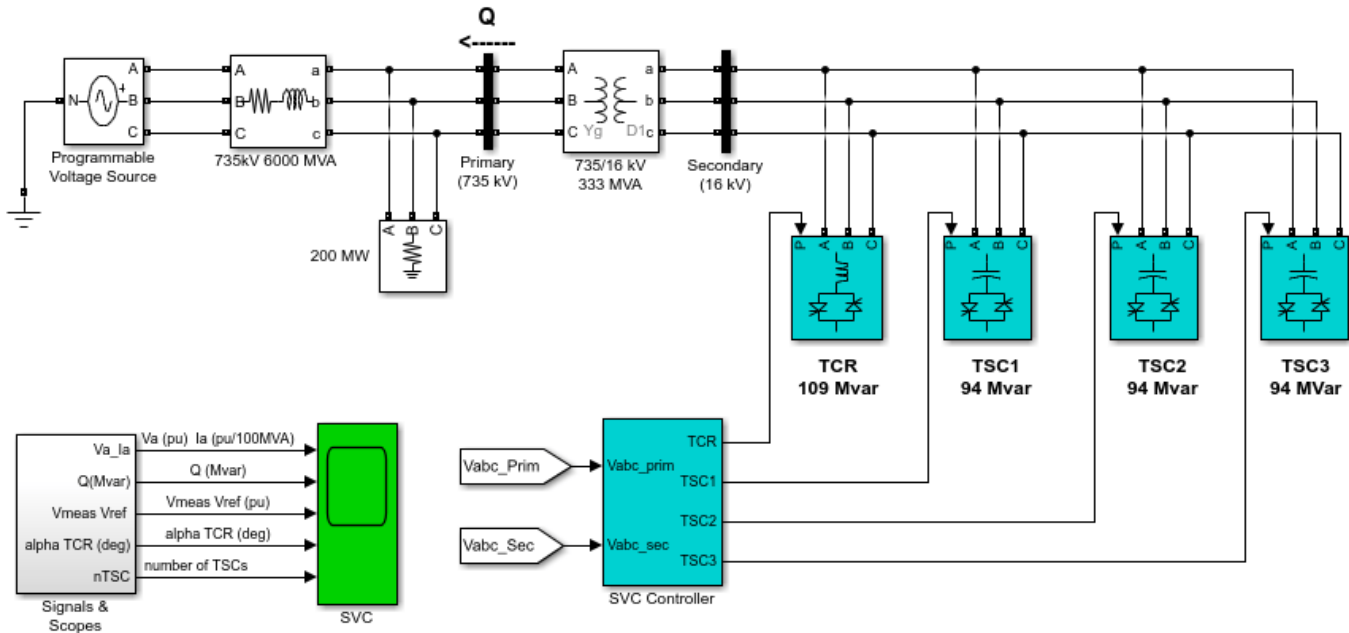 Q
<------
A
B
C
N
+
Programmable
Voltage Source
A
B
C
a
b
c
735kV 6000 MVA
A
B
C
200 MW
Primary
(735 kV)
A
B
C
a
b
c
Yg
D1
735/16 kV
333 MVA
Secondary
(16 kV)
P
A
B
C
TCR
109 Mvar
P
A
B
C
TSC1
94 Mvar
P
A
B
C
TSC2
94 Mvar
P
A
B
C
TSC3
94 MVar
Va_Ia
Q(Mvar)
Vmeas Vref
alpha TCR (deg)
nTSC
Signals &
Scopes
Va (pu) Ia (pu/100MVA)
Q (Mvar)
Vmeas Vref (pu)
alpha TCR (deg)
number of TSCs
SVC
Vabc_Prim
Vabc_Sec
Vabc_prim
Vabc_sec
TCR
TSC1
TSC2
TSC3
SVC Controller